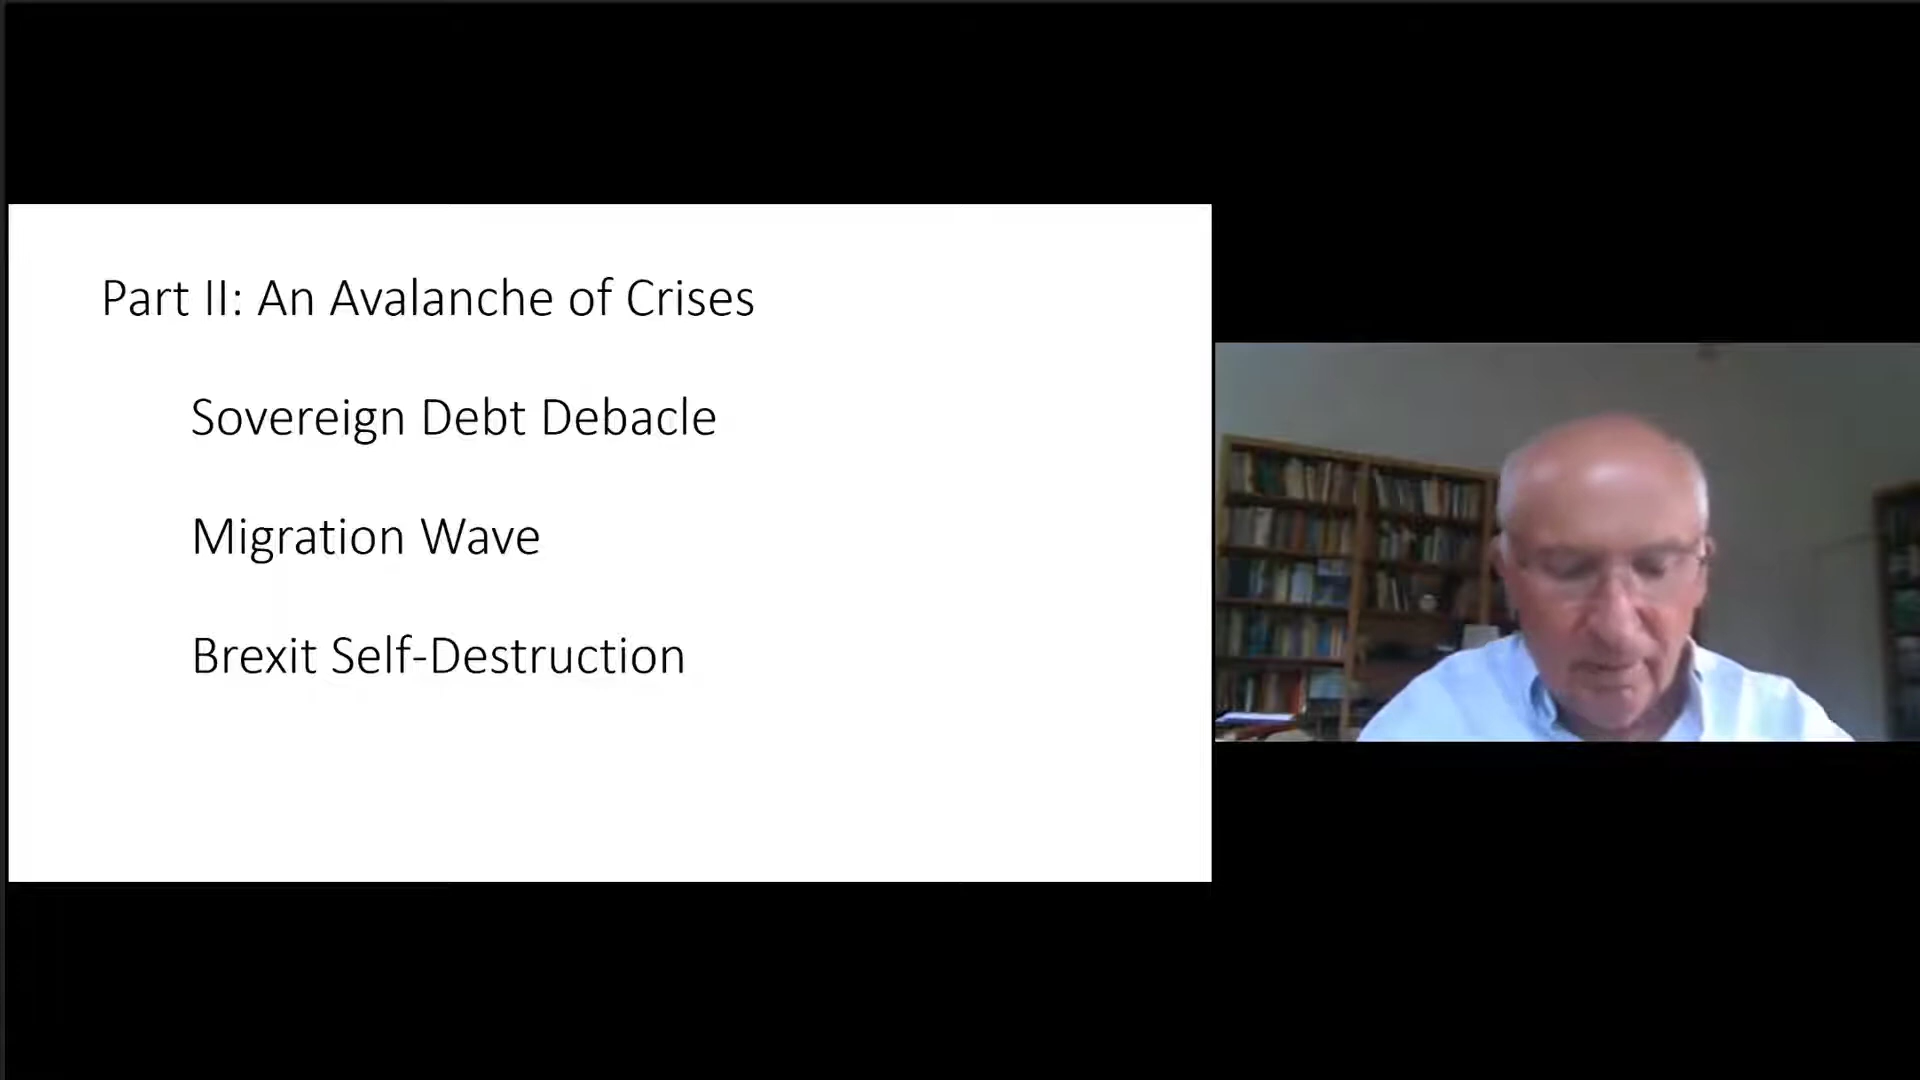 Part II: An Avalanche of Crises
Sovereign Debt Debacle
Migration Wave
Brexit Self-Destruction